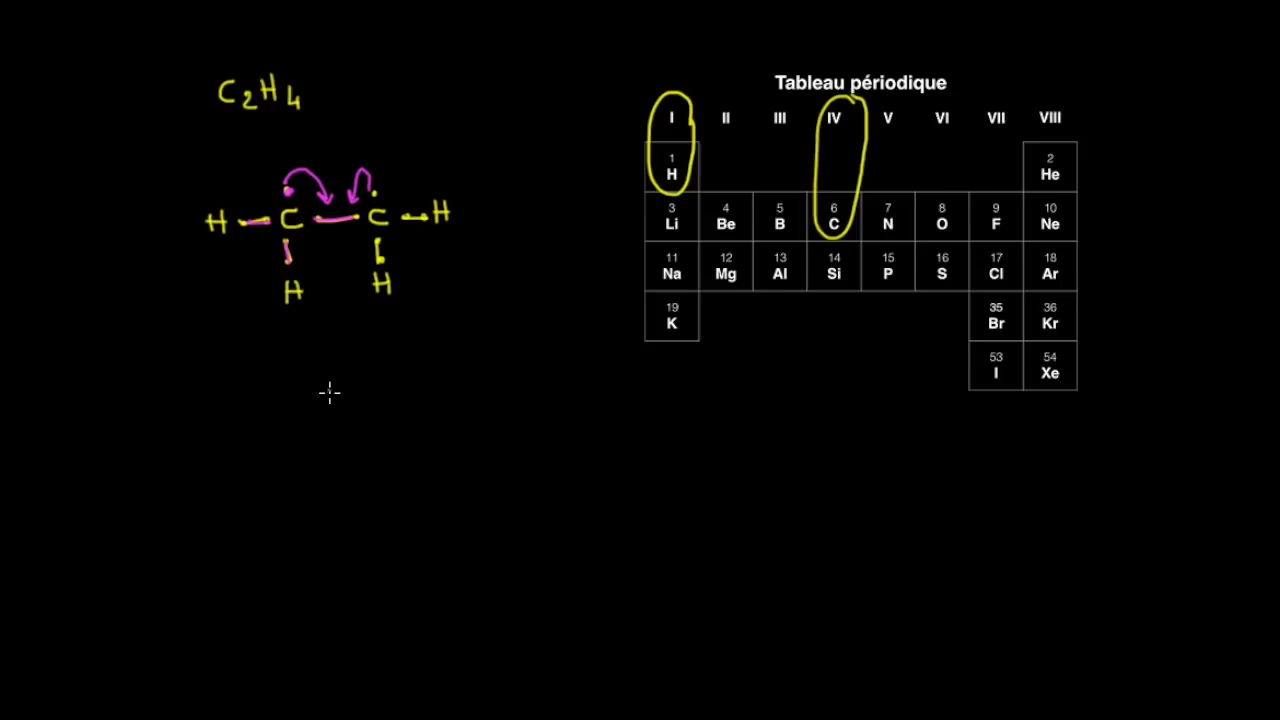 C2H4
H C C H
H H
Tableau périodique
I II III IV V VI VII VIII
1 2
H He
3 4 5 6 7 8 9 10
Li Be B C N O F Ne
11 12 13 14 15 16 17 18
Na Mg Al Si P S Cl Ar
19 35 36
K Br Kr
53 54
I Xe